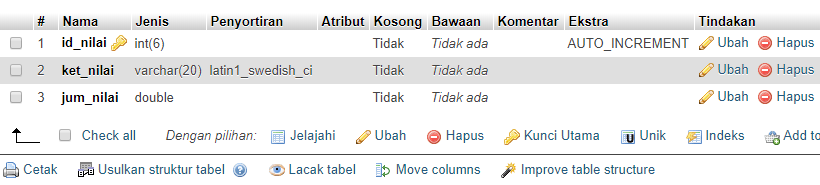 # Nama Jenis Penyortiran Atribut Kosong Bawaan Komentar Ekstra Tindakan
1 id_nilai int(6) Tidak Tidak ada AUTO_INCREMENT Ubah Hapus
2 ket_nilai varchar(20) latin1_swedish_ci Tidak Tidak ada Ubah Hapus
3 jum_nilai double Tidak Tidak ada Ubah Hapus
Check all Dengan pilihan: Jelajahi Ubah Hapus Kunci Utama Unik Indeks Add to
Cetak Usulkan struktur tabel Lacak tabel Move columns Improve table structure